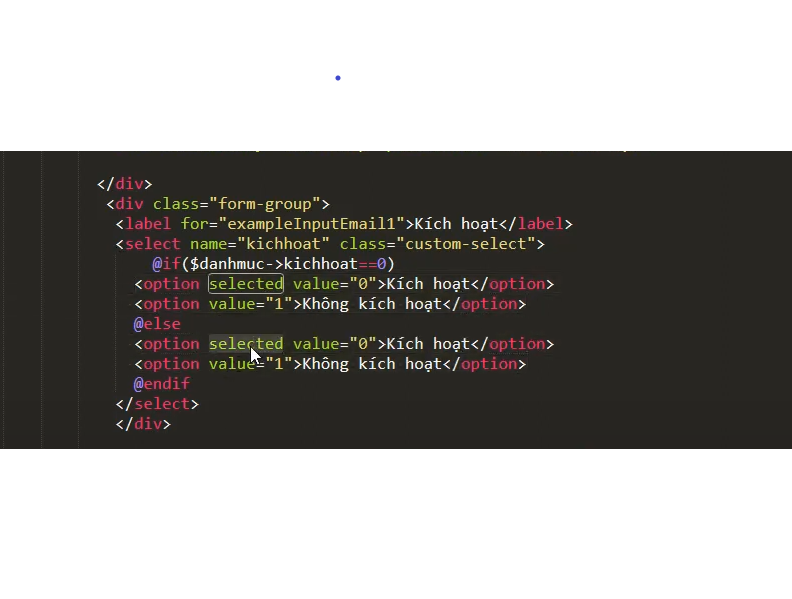 </div>
<div class="form-group">
<label for="exampleInputEmail1">Kích hoạt</label>
<select name="kichhoat" class="custom-select">
@if($danhmuc->kichhoat==0)
<option selected value="0">Kích hoạt</option>
<option value="1">Không kích hoạt</option>
@else
<option selected value="0">Kích hoạt</option>
<option value="1">Không kích hoạt</option>
@endif
</select>
</div>